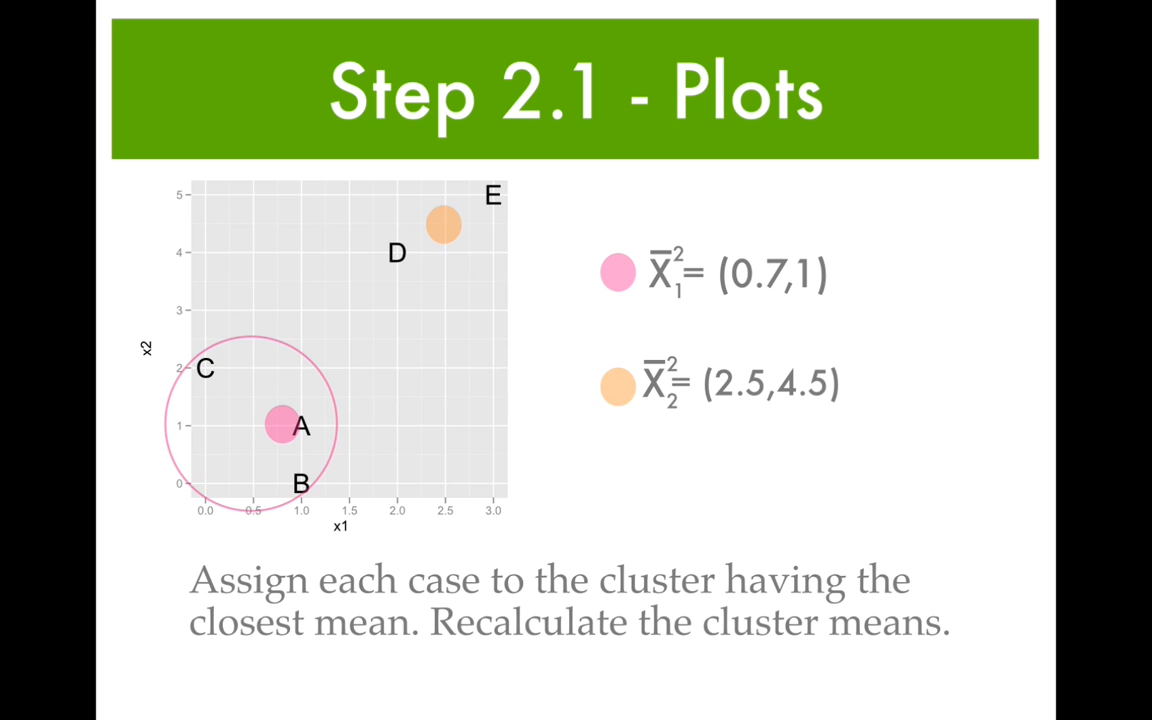 Step 2.1 - Plots
5
E
4
D
3
x2
2
C
1
A
0
B
0.0 0.5 1.0 1.5 2.0 2.5 3.0
x1
X̅₁²= (0.7,1)
X̅₂²= (2.5,4.5)
Assign each case to the cluster having the
closest mean. Recalculate the cluster means.